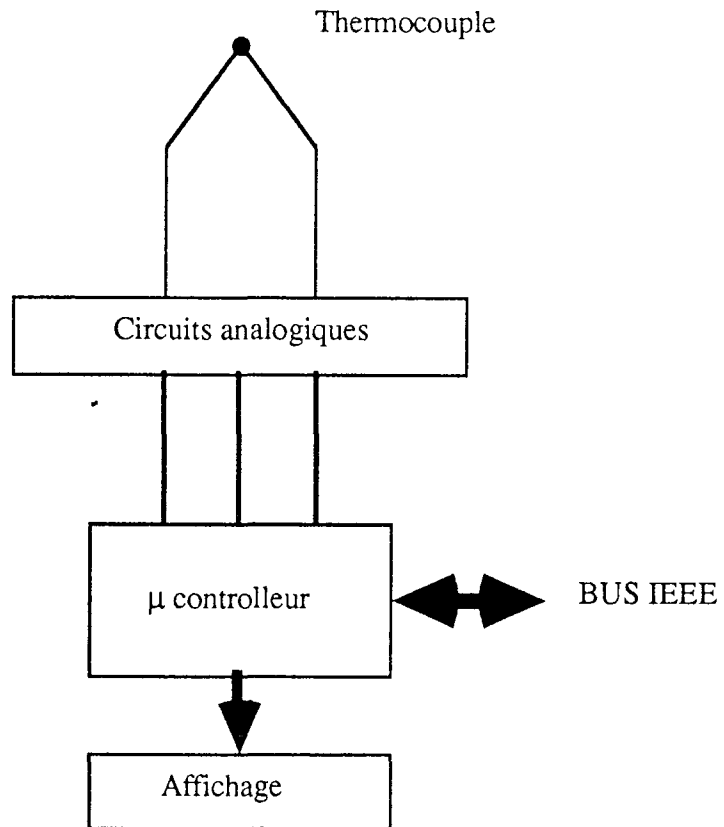 Thermocouple
Circuits analogiques
µ controlleur
BUS IEEE
Affichage